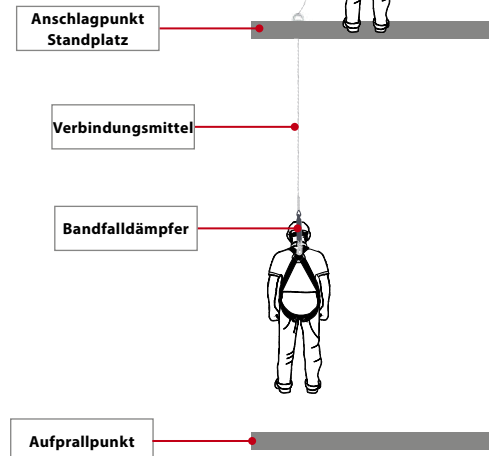 Anschlagpunkt
Standplatz
Verbindungsmittel
Bandfalldämpfer
Aufprallpunkt